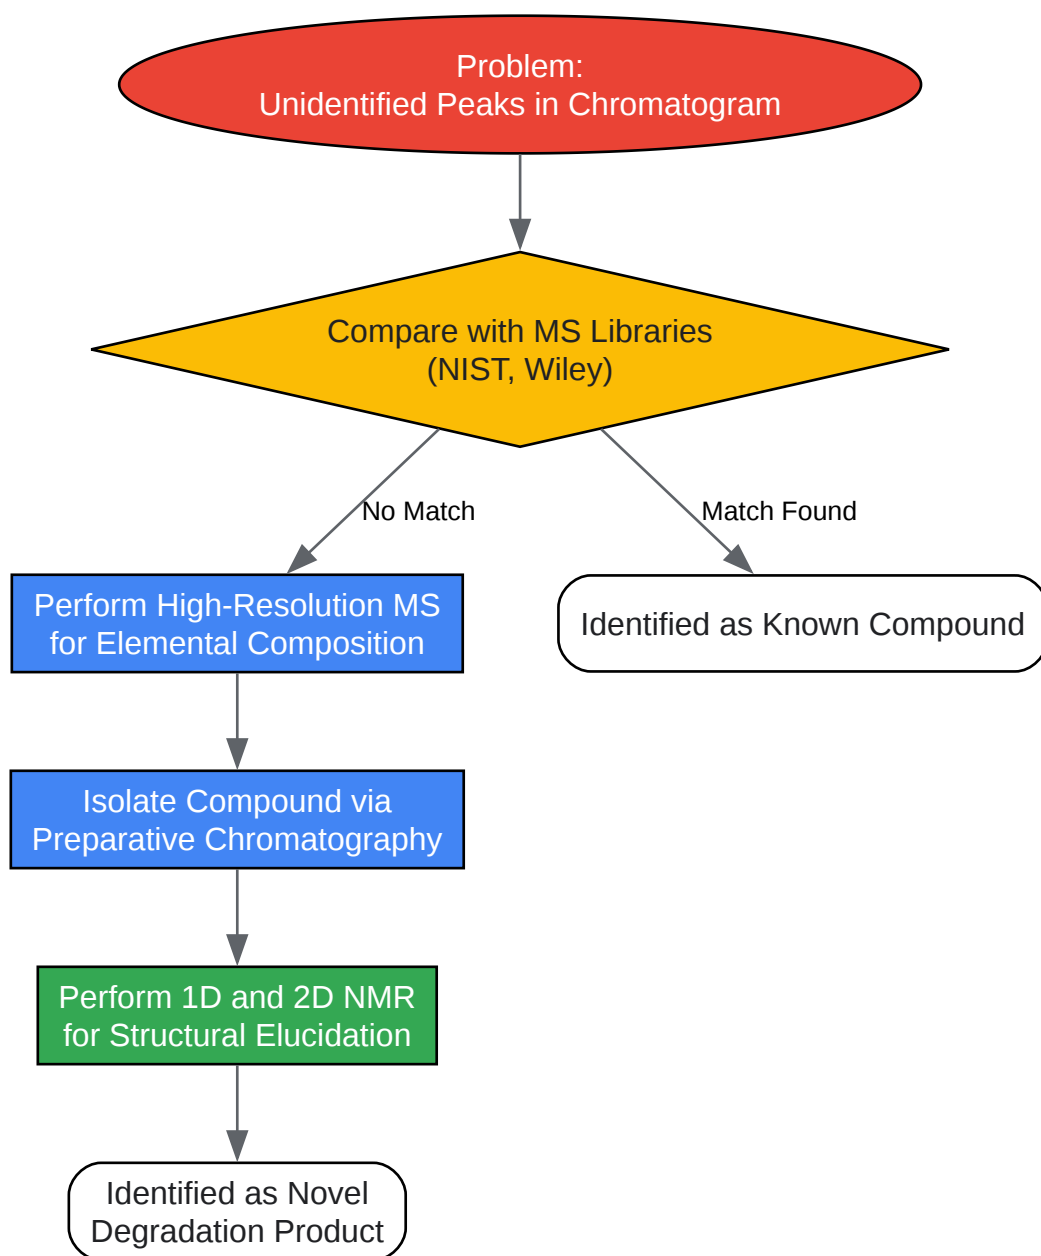 Problem:
Unidentified Peaks in Chromatogram
Compare with MS Libraries
(NIST, Wiley)
No Match
Match Found
Perform High-Resolution MS
for Elemental Composition
Identified as Known Compound
Isolate Compound via
Preparative Chromatography
Perform 1D and 2D NMR
for Structural Elucidation
Identified as Novel
Degradation Product